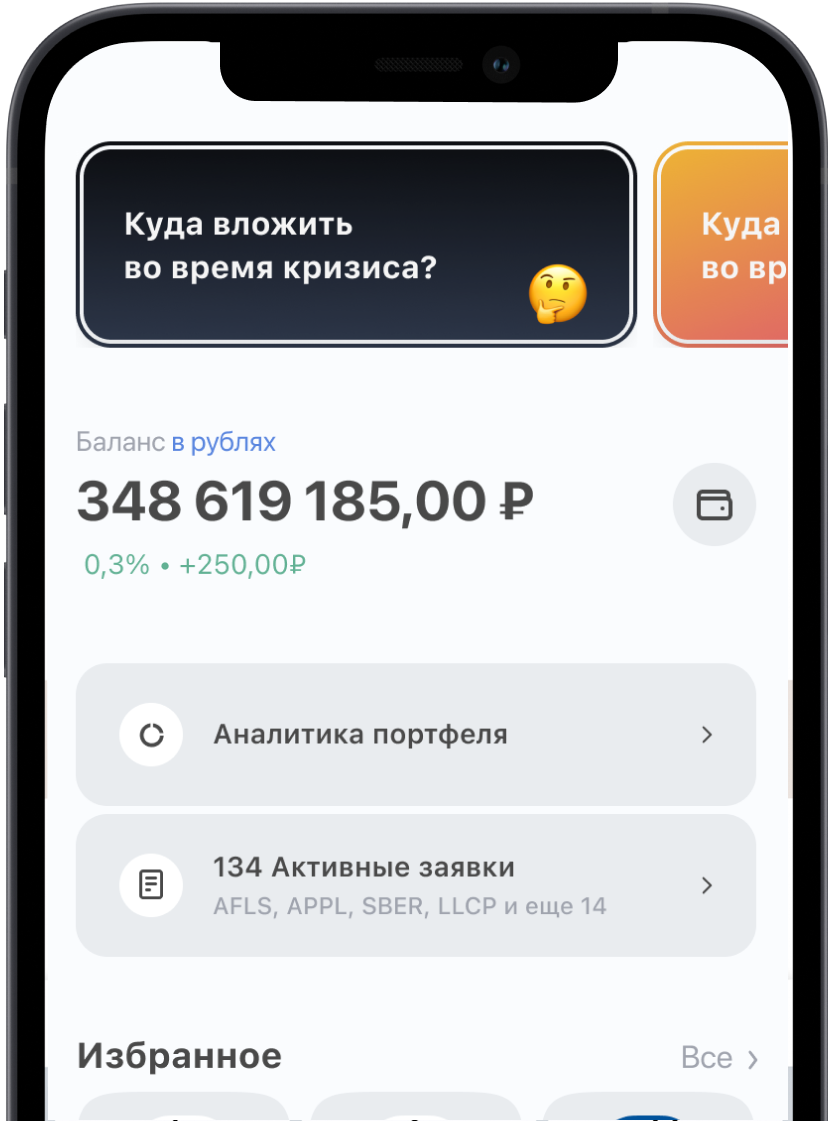 Куда вложить
во время кризиса?
Куда
во вр
Баланс в рублях
348 619 185,00 ₽
0,3% • +250,00₽
Аналитика портфеля
134 Активные заявки
AFLS, APPL, SBER, LLCP и еще 14
Избранное
Все